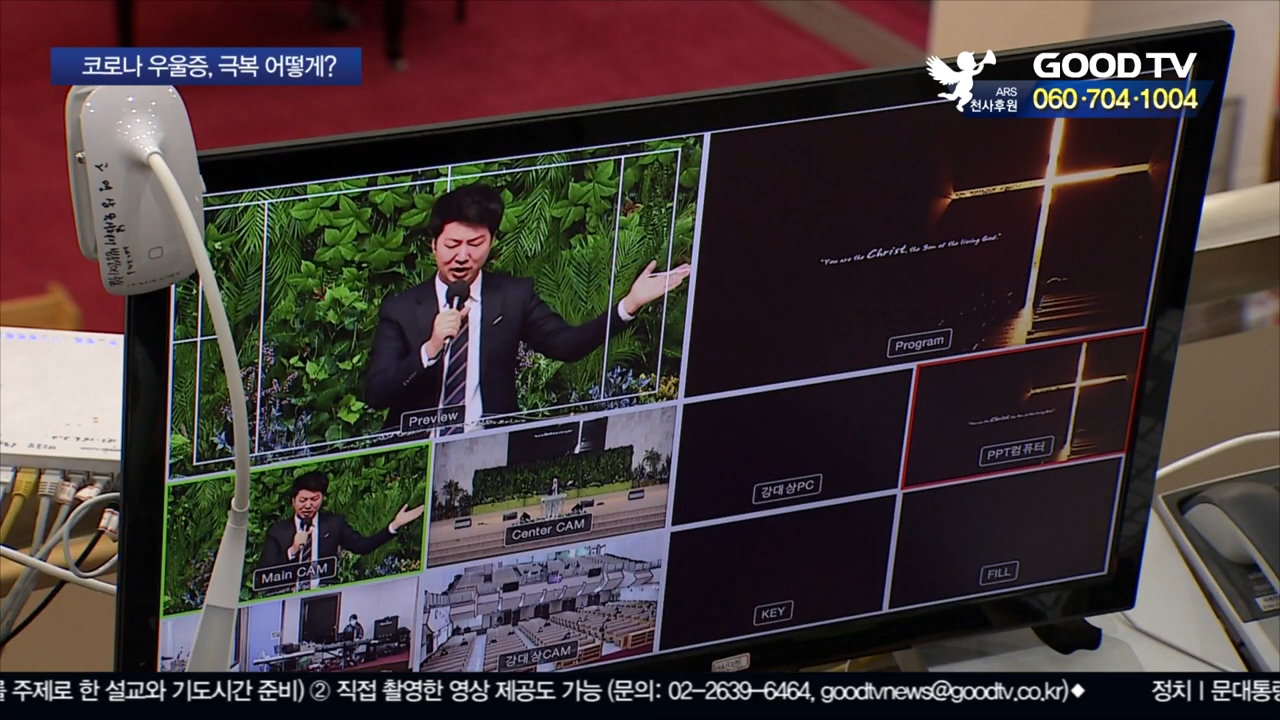 코로나 우울증, 극복 어떻게?
GOODTV
ARS
천사후원
060·704·1004
"You are the Christ, the Son of the living God."
Program
Preview
PPT컴퓨터
강대상PC
Center CAM
Main CAM
FILL
KEY
강대상CAM
주제로 한 설교와 기도시간 준비) ② 직접 촬영한 영상 제공도 가능 (문의: 02-2639-6464, goodtvnews@goodtv.co.kr)◆ 정치 | 문대통령